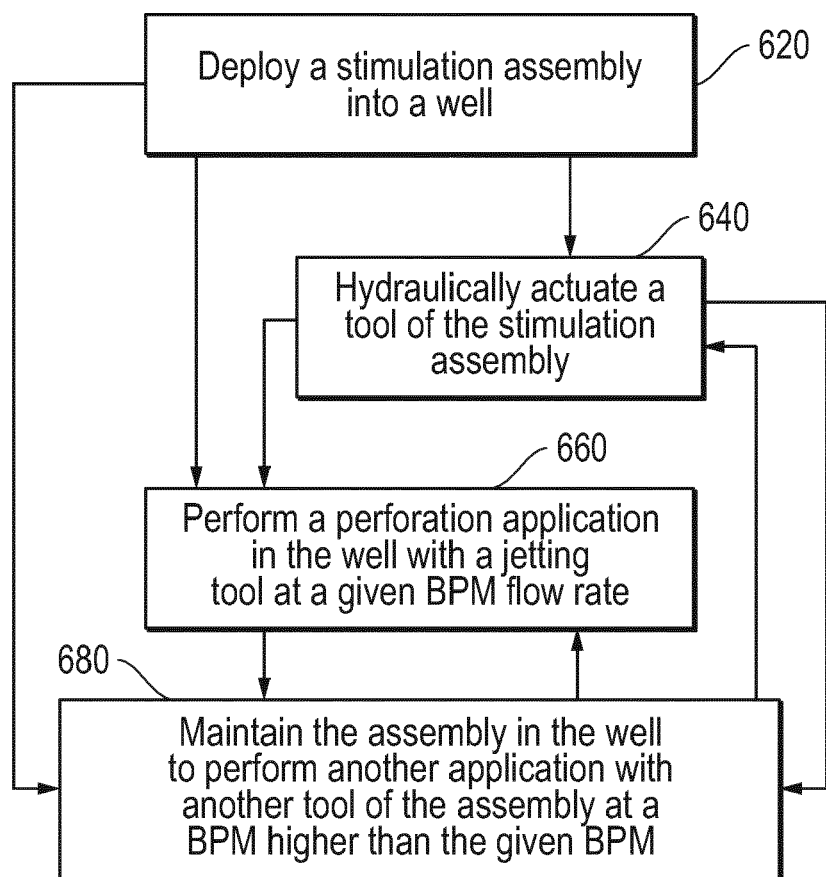 Deploy a stimulation assembly
into a well
620
640
Hydraulically actuate a
tool of the stimulation
assembly
660
Perform a perforation application
in the well with a jetting
tool at a given BPM flow rate
680
Maintain the assembly in the well
to perform another application with
another tool of the assembly at a
BPM higher than the given BPM